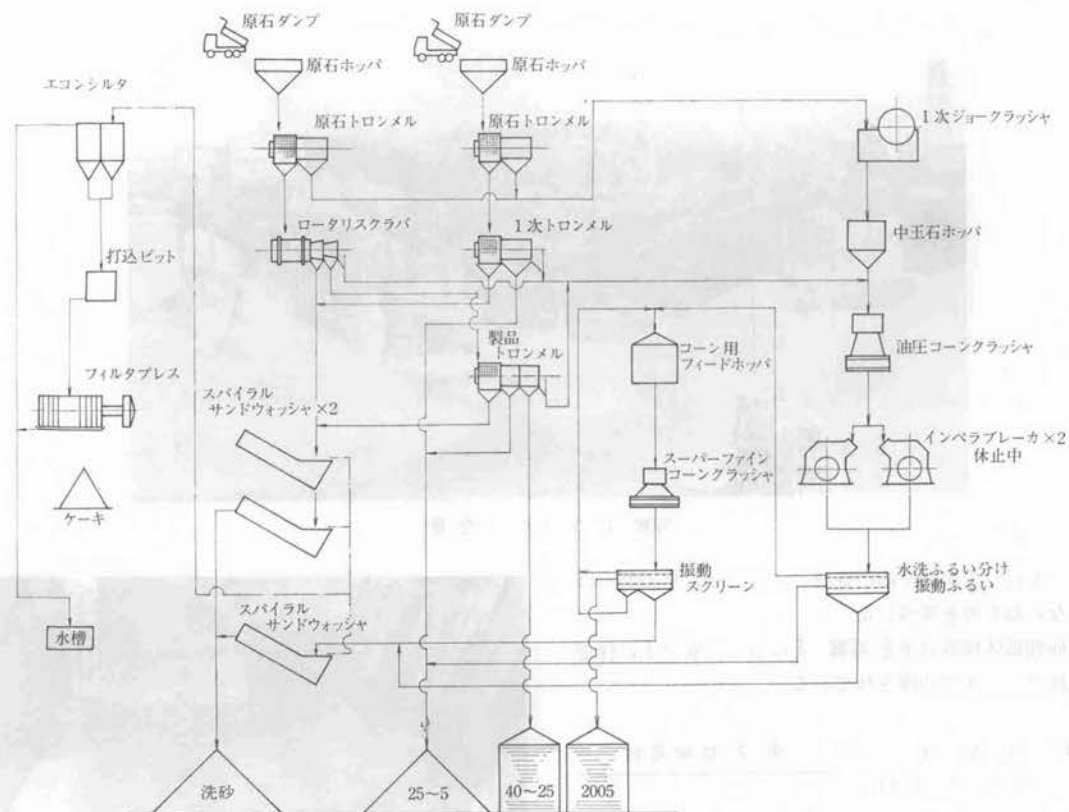 原石ダンプ
原石ダンプ
原石ホッパ
原石ホッパ
エコンシルタ
原石トロンメル
原石トロンメル
1次ジョークラッシャ
ロータリスクラバ
1次トロンメル
中玉石ホッパ
打込ピット
製品
トロンメル
コーン用
フィードホッパ
油圧コーンクラッシャ
フィルタプレス
スパイラル
サンドウォッシャ×2
インペラブレーカ×2
休止中
スーパーファイン
コーンクラッシャ
ケーキ
振動
スクリーン
水洗ふるい分け
振動ふるい
スパイラル
サンドウォッシャ
水槽
洗砂
25～5
40～25
2005